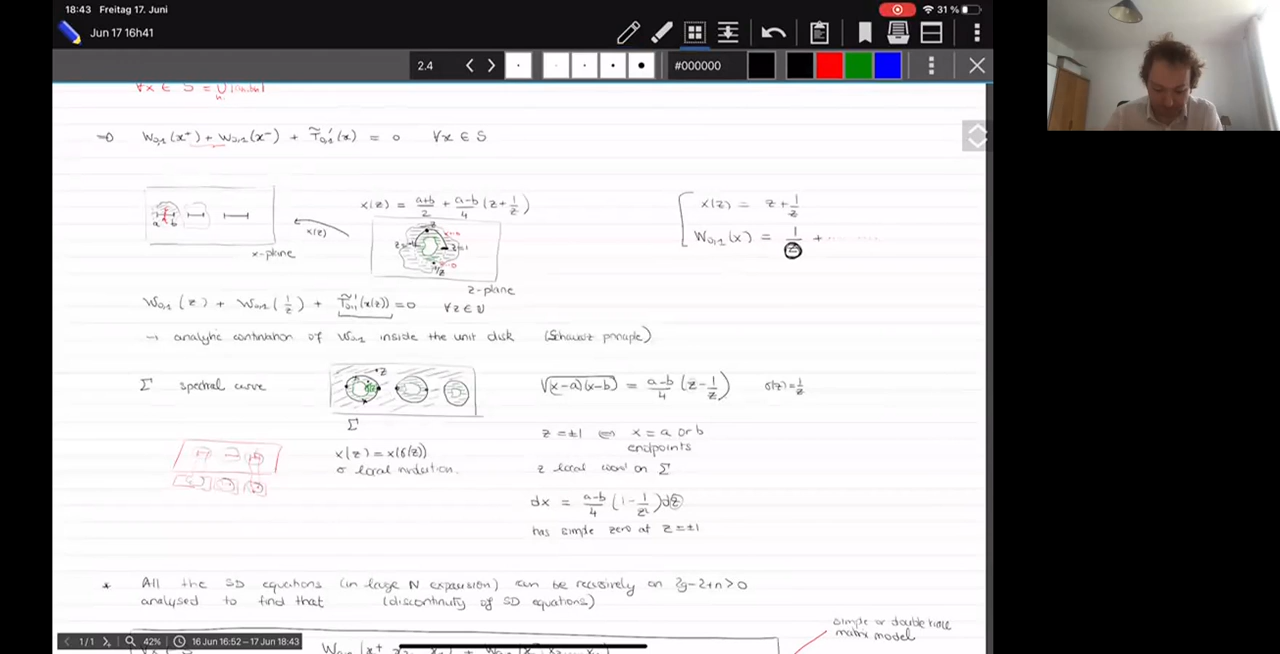 18:43 Freitag 17. Juni
31 %
Jun 17 16h41
2.4
#000000
∀x ∈ S
⇒ W₀,₁(x⁺) + W₀,₁(x⁻) + T̃₀,₁'(x) = 0 ∀x ∈ S
x(z) = (a+b)/2 + (a-b)/4 (z + 1/z)
x(z) = z + 1/z
W₀,₁(x) = 1/z + ......
a b
x(z)
x-plane
z-plane
W₀,₁(z) + W₀,₁(1/z) + T̃₀,₁'(x(z)) = 0 ∀z ∈ U
→ analytic continuation of W₀,₁ inside the unit disk (Schwarz principle)
Σ spectral curve
z
Σ
√(x-a)(x-b) = (a-b)/4 (z - 1/z) σ(z) = 1/z
z = ±1 ⇔ x = a or b
endpoints
x(z) = x(σ(z))
σ local involution.
z local coord on Σ
dx = (a-b)/4 (1 - 1/z²) dz
has simple zero at z = ±1
* All the SD equations (in large N expansion) can be recursively on 2g-2+n>0
analysed to find that (discontinuity of SD equations)
simple or double trace
matrix model
1/1
42%
16 Jun 16:52–17 Jun 18:43